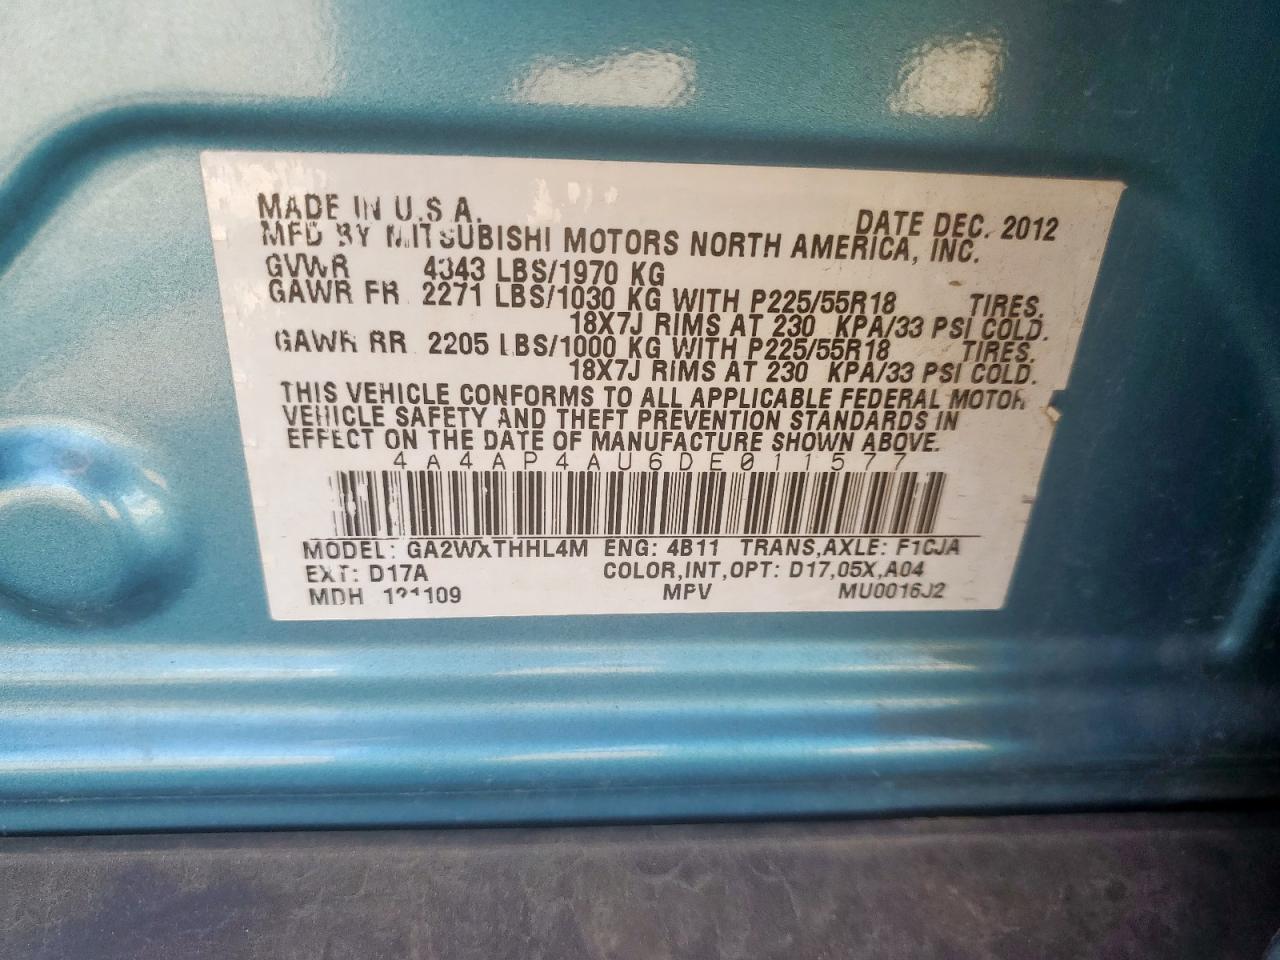 MADE IN U.S.A. DATE DEC. 2012
MFD BY MITSUBISHI MOTORS NORTH AMERICA, INC.
GVWR 4343 LBS/1970 KG
GAWR FR 2271 LBS/1030 KG WITH P225/55R18 TIRES.
18X7J RIMS AT 230 KPA/33 PSI COLD.
GAWR RR 2205 LBS/1000 KG WITH P225/55R18 TIRES.
18X7J RIMS AT 230 KPA/33 PSI COLD.
THIS VEHICLE CONFORMS TO ALL APPLICABLE FEDERAL MOTOR
VEHICLE SAFETY AND THEFT PREVENTION STANDARDS IN
EFFECT ON THE DATE OF MANUFACTURE SHOWN ABOVE.
4A4AP4AU6DE011577
MODEL: GA2WXTHHL4M ENG: 4B11 TRANS,AXLE: F1CJA
EXT: D17A COLOR,INT,OPT: D17,05X,A04
MDH MPV MU0016J2